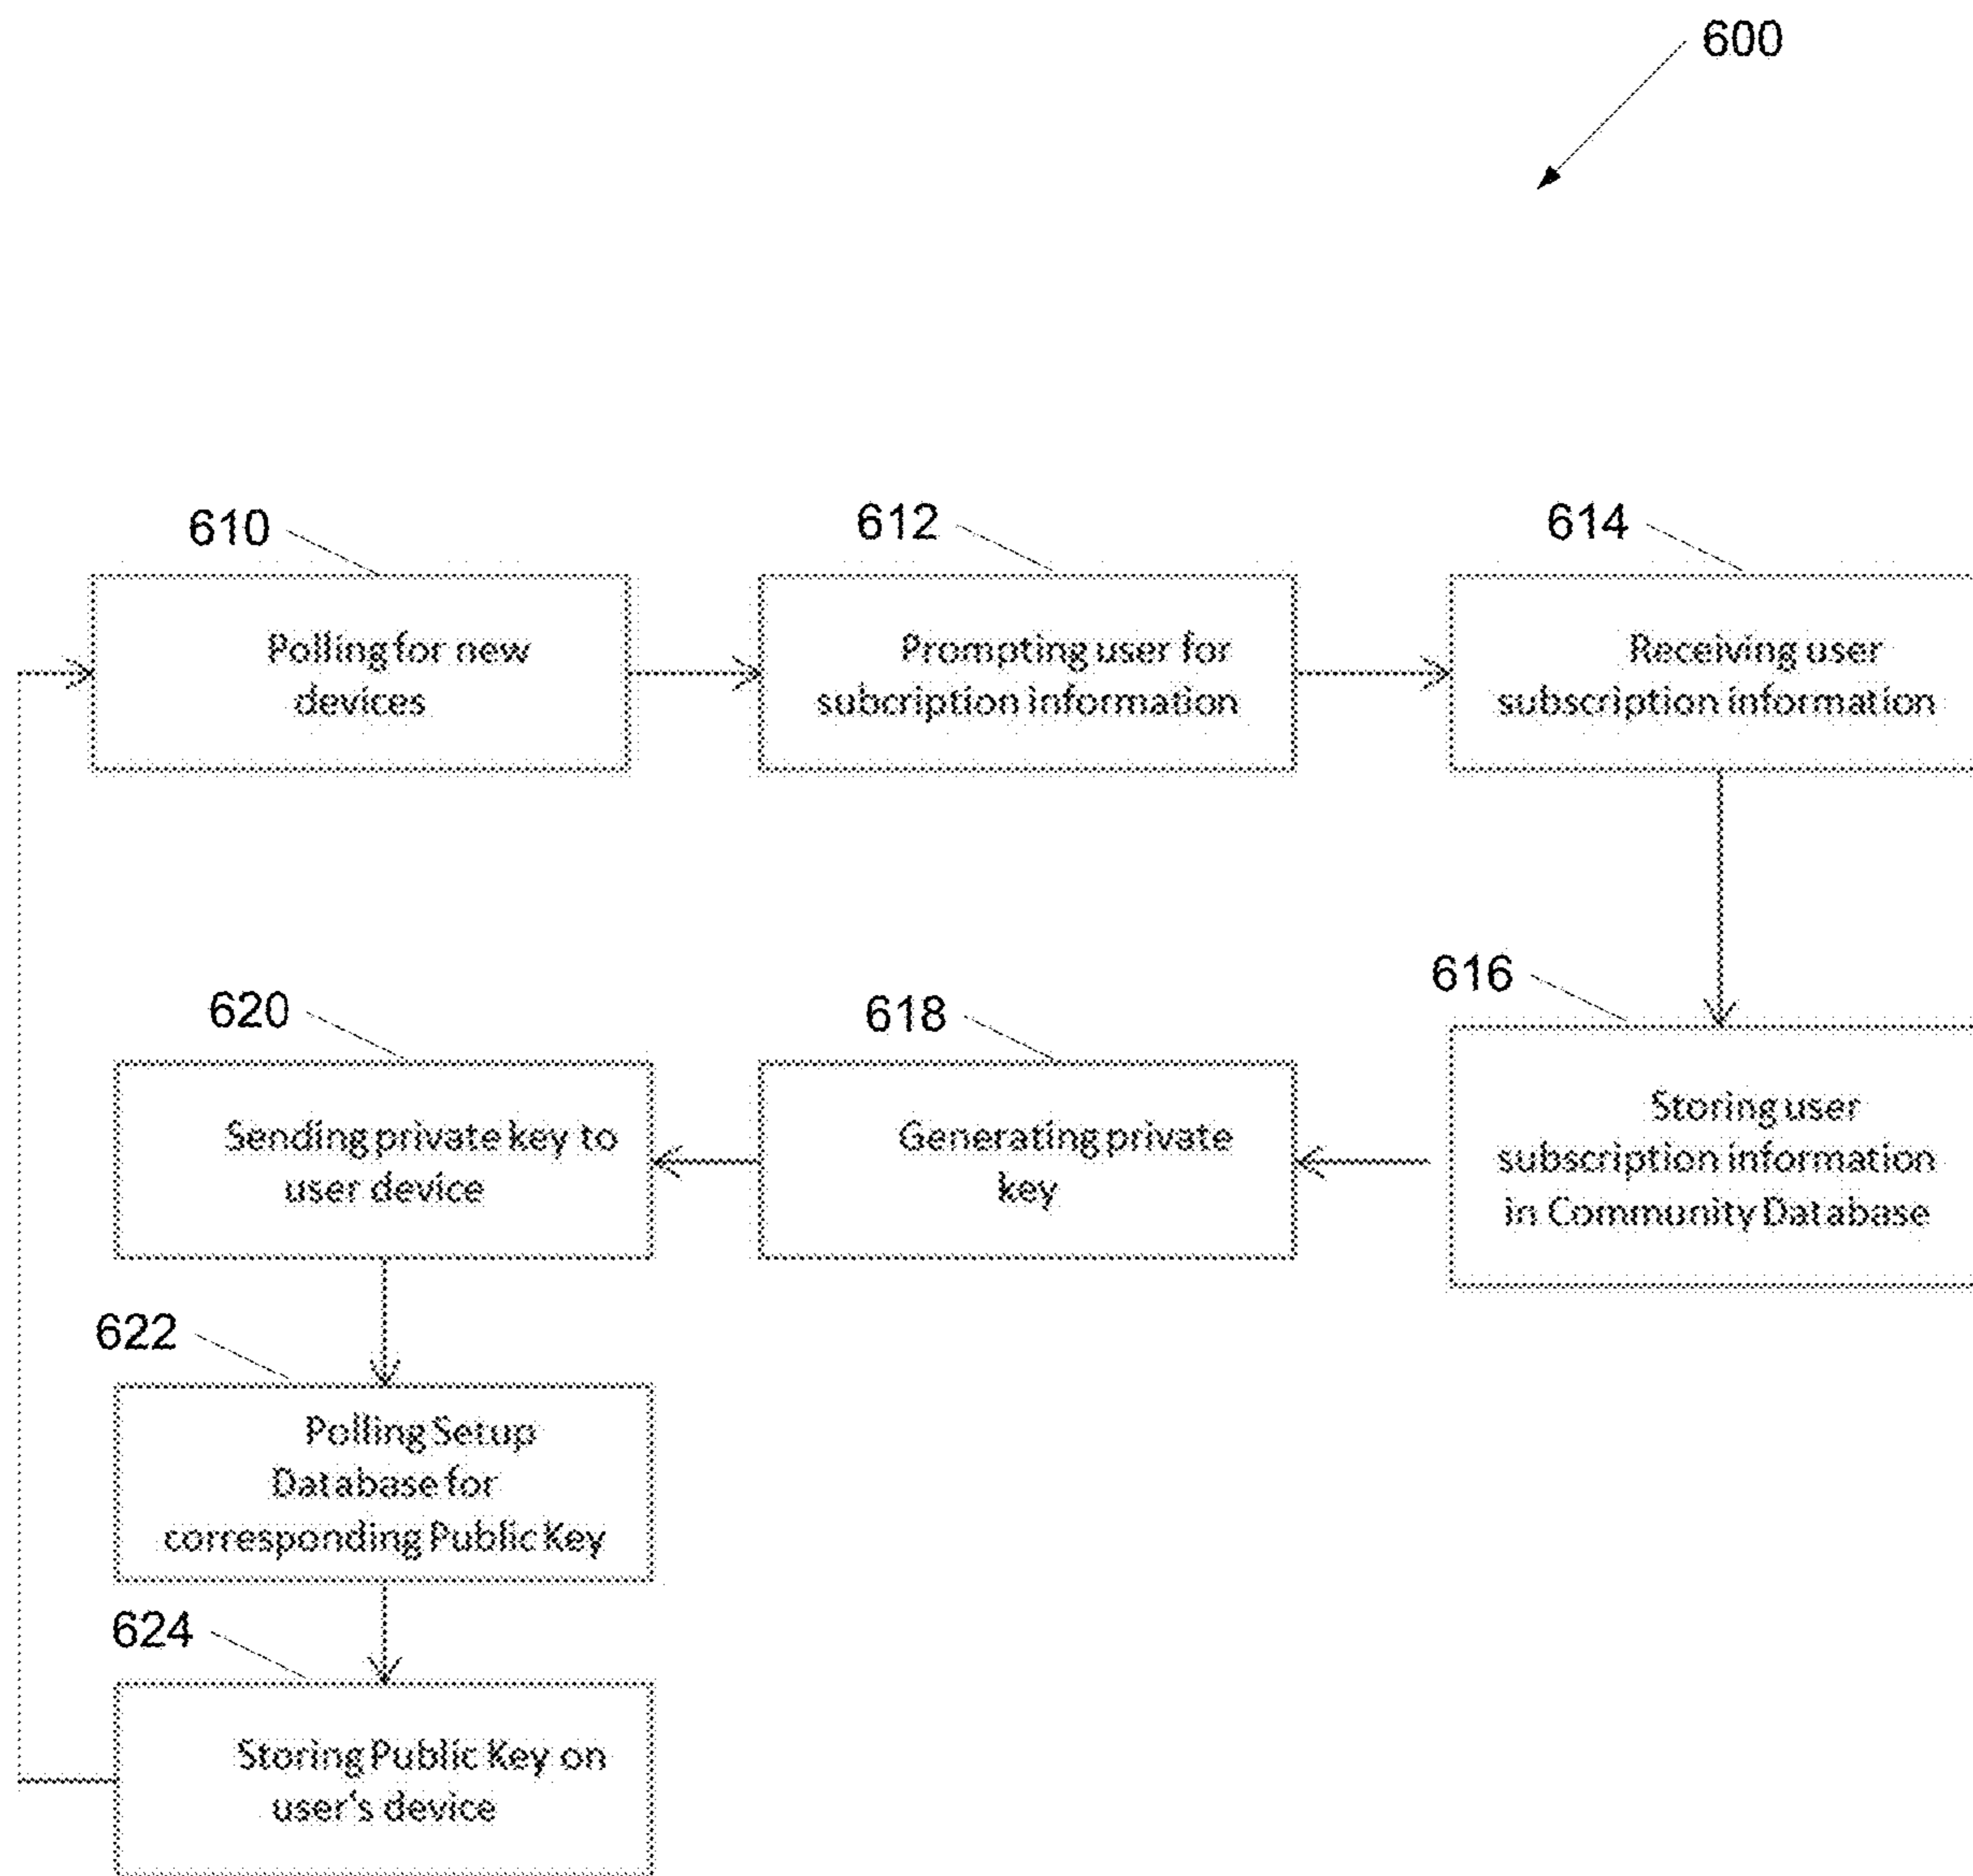 600
610
Polling for new
devices
612
Prompting user for
subcription information
614
Receiving user
subscription information
616
Storing user
subscription information
in Community Database
618
Generating private
key
620
Sending private key to
user device
622
Polling Setup
Database for
corresponding Public Key
624
Storing Public Key on
user's device